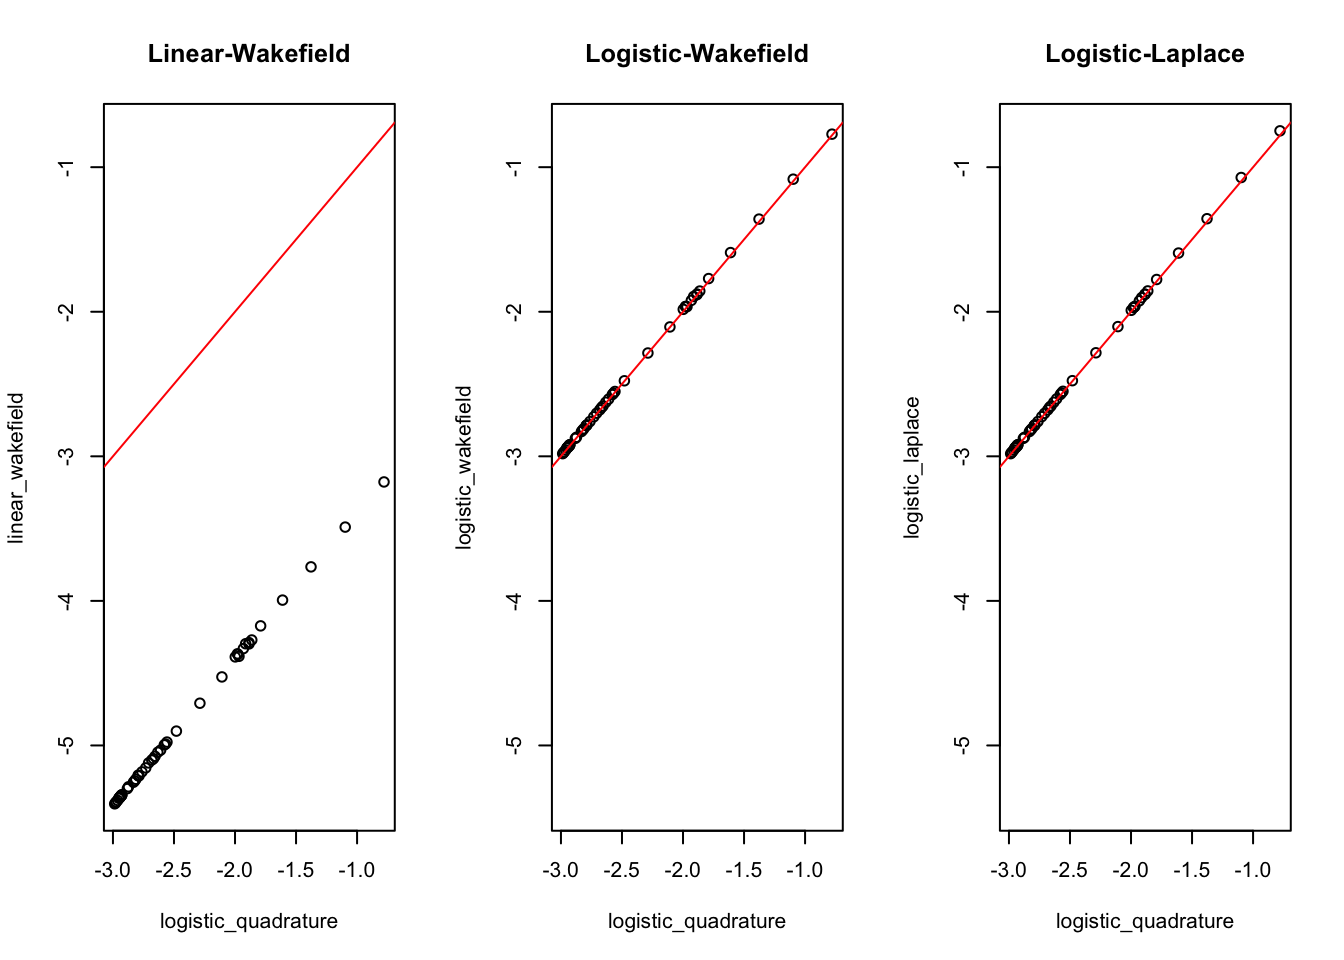 Linear-Wakefield
linear_wakefield
-1
-2
-3
-4
-5
-3.0 -2.5 -2.0 -1.5 -1.0
logistic_quadrature
Logistic-Wakefield
logistic_wakefield
-1
-2
-3
-4
-5
-3.0 -2.5 -2.0 -1.5 -1.0
logistic_quadrature
Logistic-Laplace
logistic_laplace
-1
-2
-3
-4
-5
-3.0 -2.5 -2.0 -1.5 -1.0
logistic_quadrature